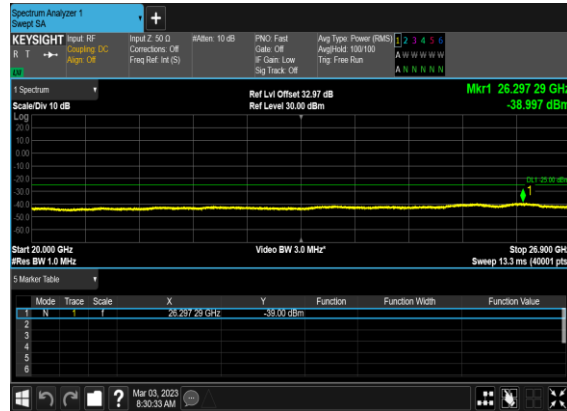 Spectrum Analyzer 1
Swept SA
+
KEYSIGHT Input: RF Input Z: 50 Ω #Atten: 10 dB PNO: Fast Avg Type: Power (RMS) 1 2 3 4 5 6
R T Coupling: DC Corrections: Off Gate: Off Avg|Hold: 100/100 A W W W W W
Align: Off Freq Ref: Int (S) IF Gain: Low Trig: Free Run
Sig Track: Off A N N N N N
1 Spectrum Ref Lvl Offset 32.97 dB Mkr1 26.297 29 GHz
Scale/Div 10 dB Ref Level 30.00 dBm -38.997 dBm
Log
20.0
10.0
0.00
-10.0
-20.0
DL1 -25.00 dBm
-30.0
1
-40.0
-50.0
-60.0
Start 20.000 GHz Video BW 3.0 MHz* Stop 26.900 GHz
#Res BW 1.0 MHz Sweep 13.3 ms (40001 pts)
5 Marker Table
Mode Trace Scale X Y Function Function Width Function Value
1 N 1 f 26.297 29 GHz -39.00 dBm
2
3
4
5
6
? Mar 03, 2023
8:30:33 AM